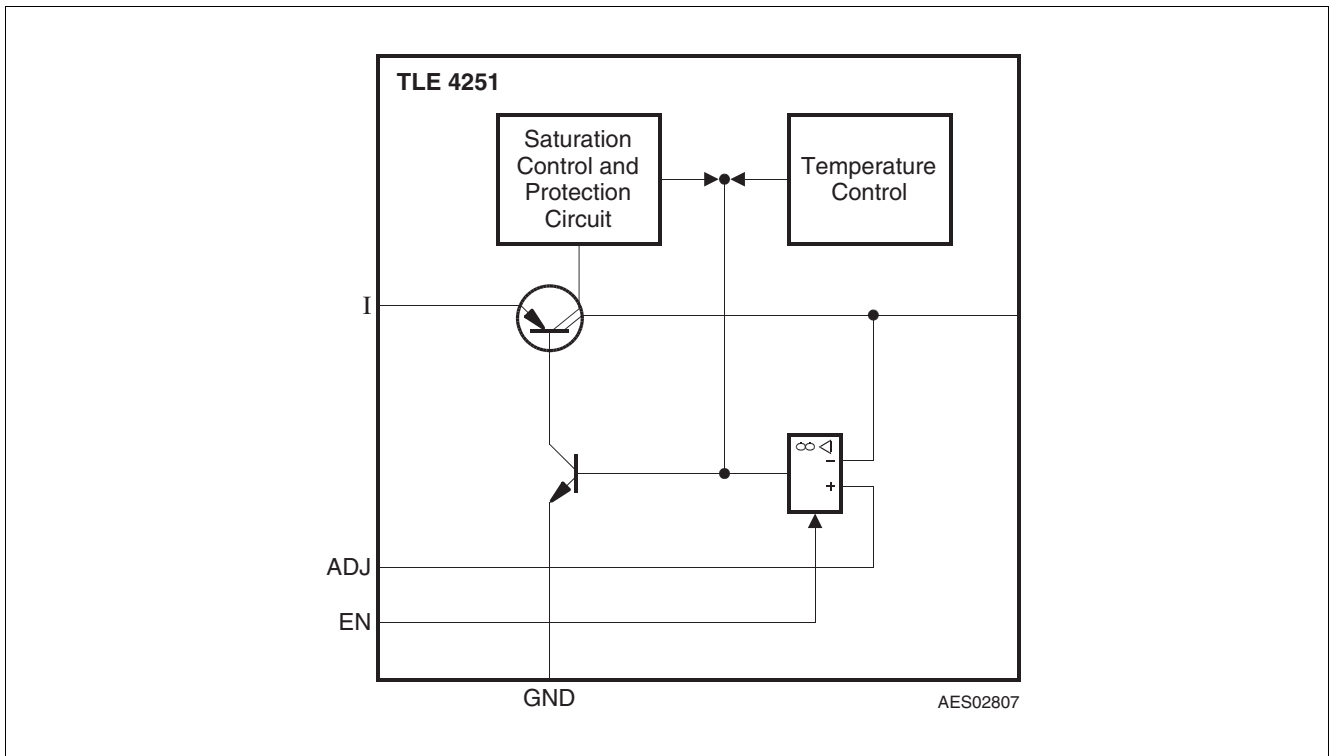 TLE 4251
Saturation
Control and
Protection
Circuit
Temperature
Control
I
∞ ◁
−
+
ADJ
EN
GND
AES02807